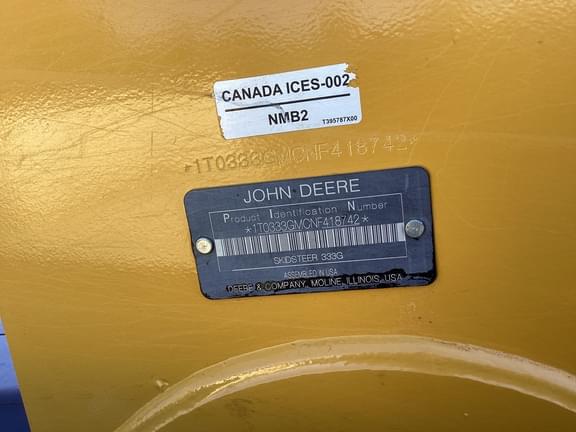 CANADA ICES-002
NMB2
T395787X00
*1T0333GMCNF418742*
JOHN DEERE
Product Identification Number
*1T0333GMCNF418742*
SKIDSTEER 333G
ASSEMBLED IN USA
DEERE & COMPANY, MOLINE, ILLINOIS, USA